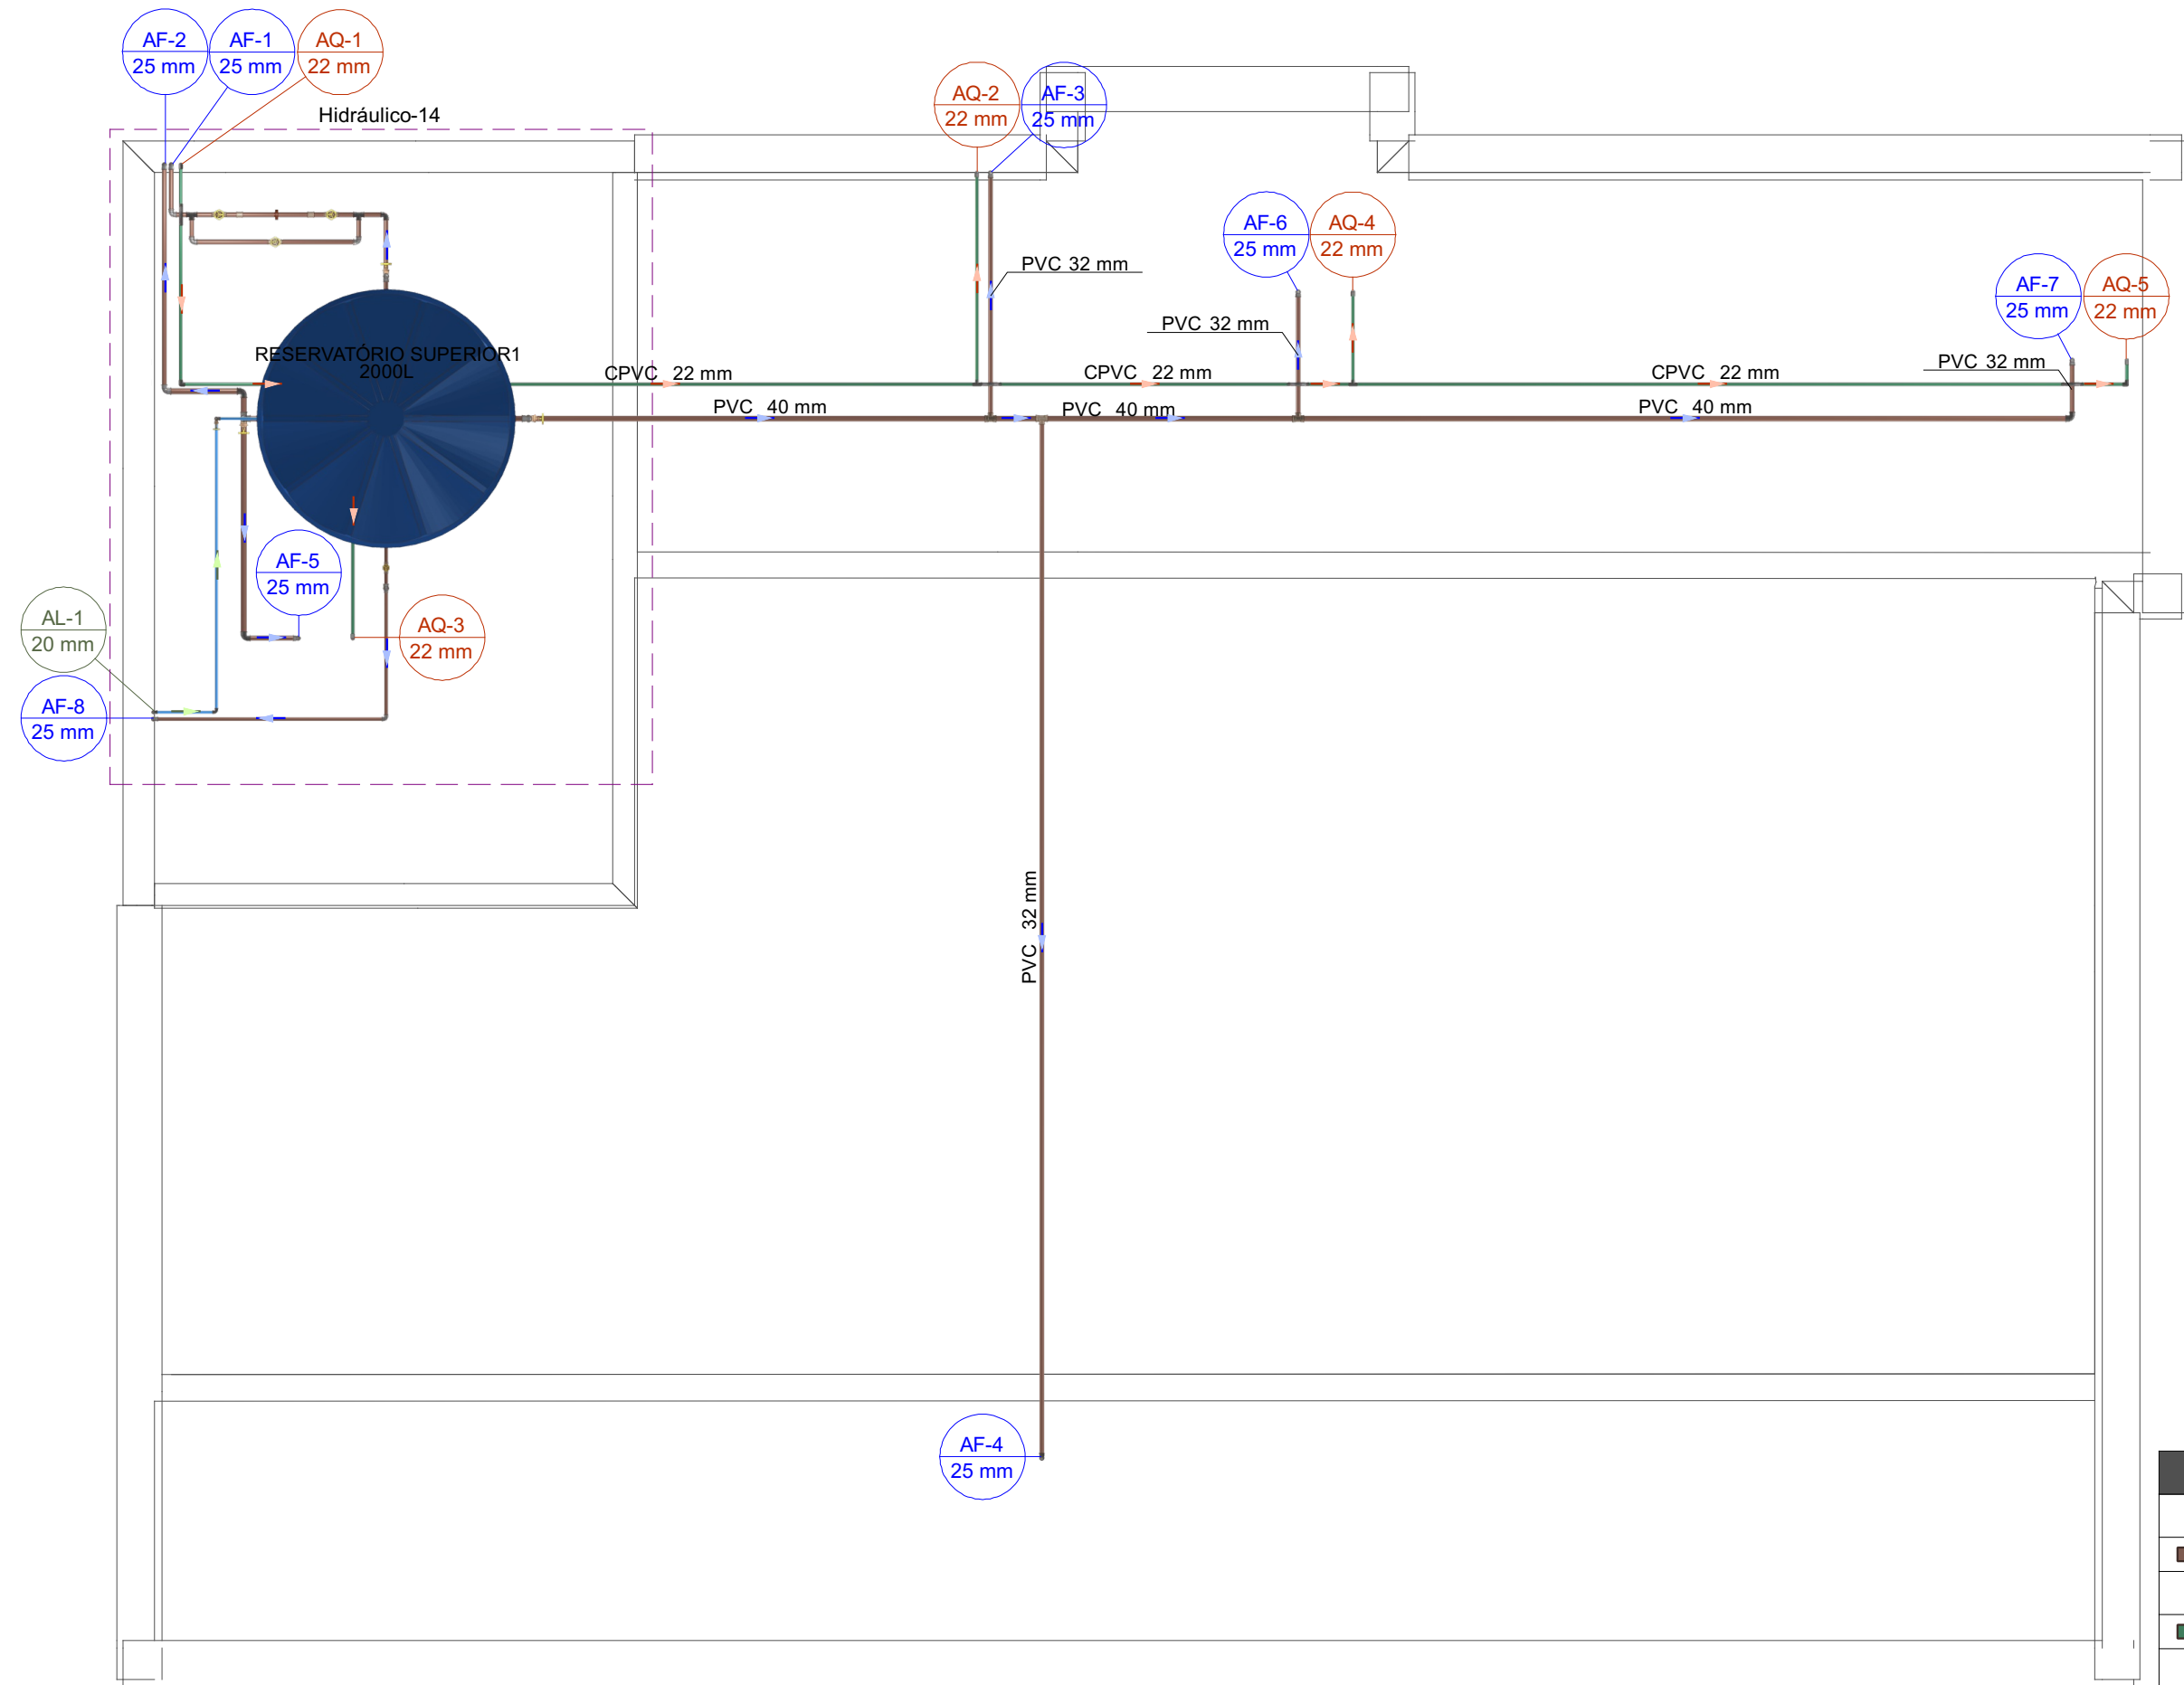 AF-2
25 mm
AF-1
25 mm
AQ-1
22 mm
Hidráulico-14
AQ-2
22 mm
AF-3
25 mm
PVC 32 mm
AF-6
25 mm
AQ-4
22 mm
PVC 32 mm
AF-7
25 mm
AQ-5
22 mm
PVC 32 mm
RESERVATÓRIO SUPERIOR1
2000L
CPVC 22 mm
CPVC 22 mm
CPVC 22 mm
PVC 40 mm
PVC 40 mm
PVC 40 mm
AF-5
25 mm
AL-1
20 mm
AQ-3
22 mm
AF-8
25 mm
PVC 32 mm
AF-4
25 mm